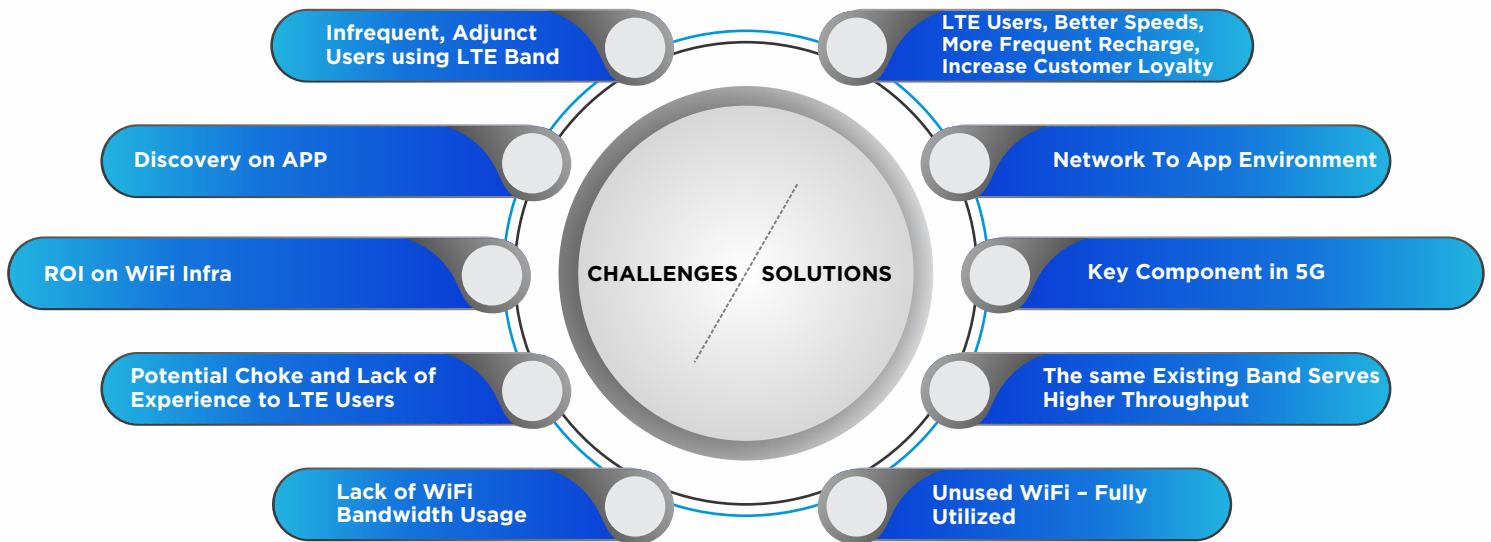 Infrequent, Adjunct
Users using LTE Band
Discovery on APP
ROI on WiFi Infra
Potential Choke and Lack of
Experience to LTE Users
Lack of WiFi
Bandwidth Usage
CHALLENGES
SOLUTIONS
LTE Users, Better Speeds,
More Frequent Recharge,
Increase Customer Loyalty
Network To App Environment
Key Component in 5G
The same Existing Band Serves
Higher Throughput
Unused WiFi – Fully
Utilized